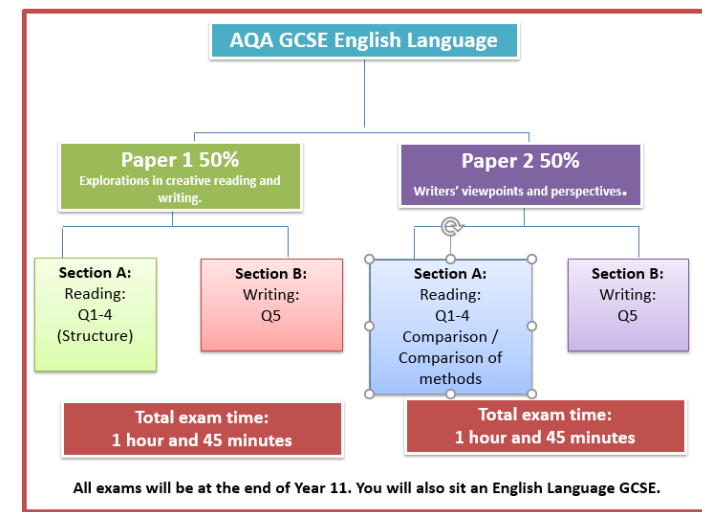 AQA GCSE English Language
Paper 1 50%
Explorations in creative reading and
writing.
Paper 2 50%
Writers' viewpoints and perspectives.
Section A:
Reading:
Q1-4
(Structure)
Section B:
Writing:
Q5
Section A:
Reading:
Q1-4
Comparison /
Comparison of
methods
Section B:
Writing:
Q5
Total exam time:
1 hour and 45 minutes
Total exam time:
1 hour and 45 minutes
All exams will be at the end of Year 11. You will also sit an English Language GCSE.